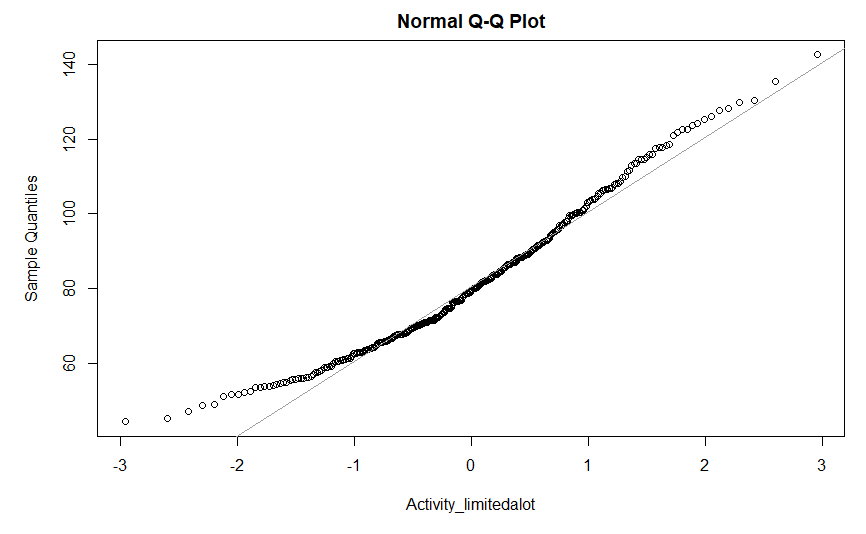 Normal Q-Q Plot
140
120
100
80
60
Sample Quantiles
-3 -2 -1 0 1 2 3
Activity_limitedalot